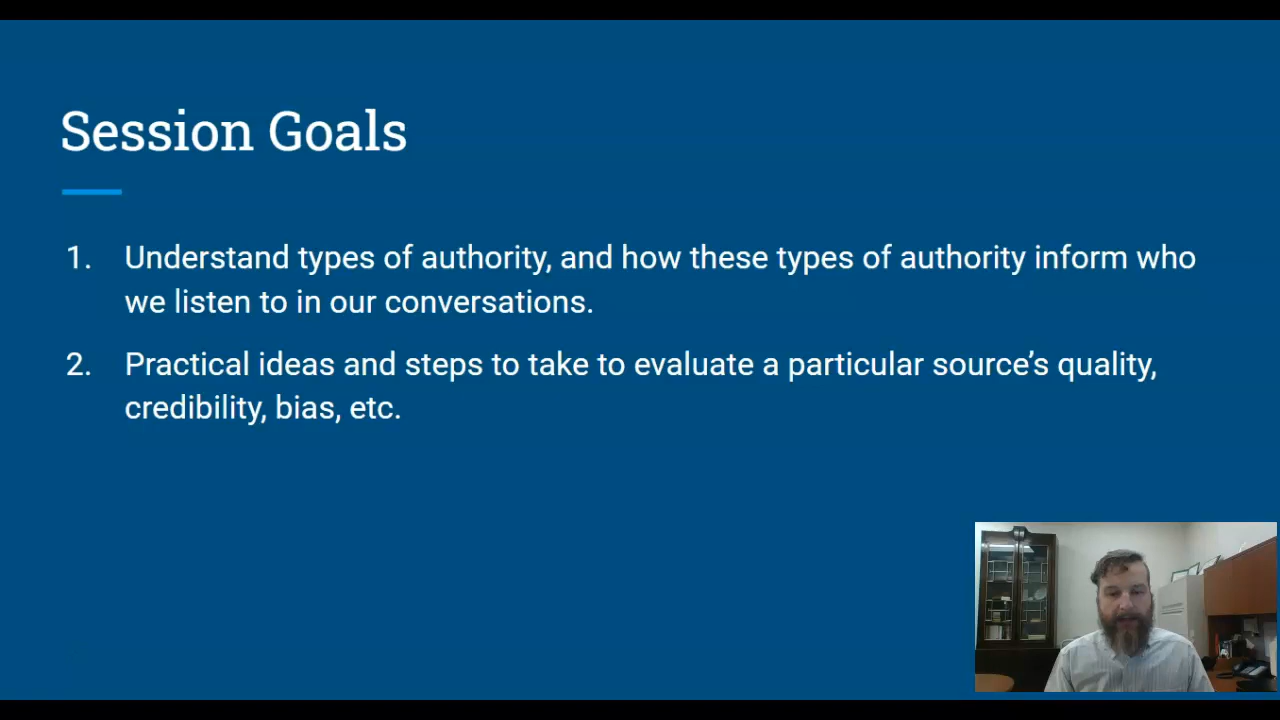 Session Goals
1. Understand types of authority, and how these types of authority inform who
we listen to in our conversations.
2. Practical ideas and steps to take to evaluate a particular source’s quality,
credibility, bias, etc.